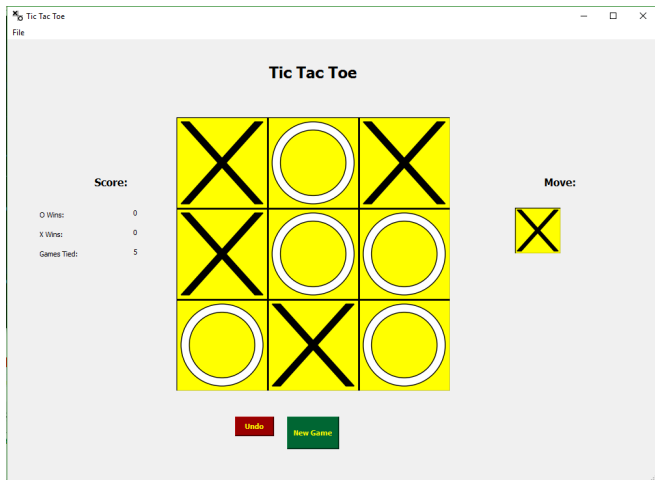 Tic Tac Toe
File
Tic Tac Toe
Score:
Move:
O Wins: 0
X Wins: 0
Games Tied: 5
Undo
New Game